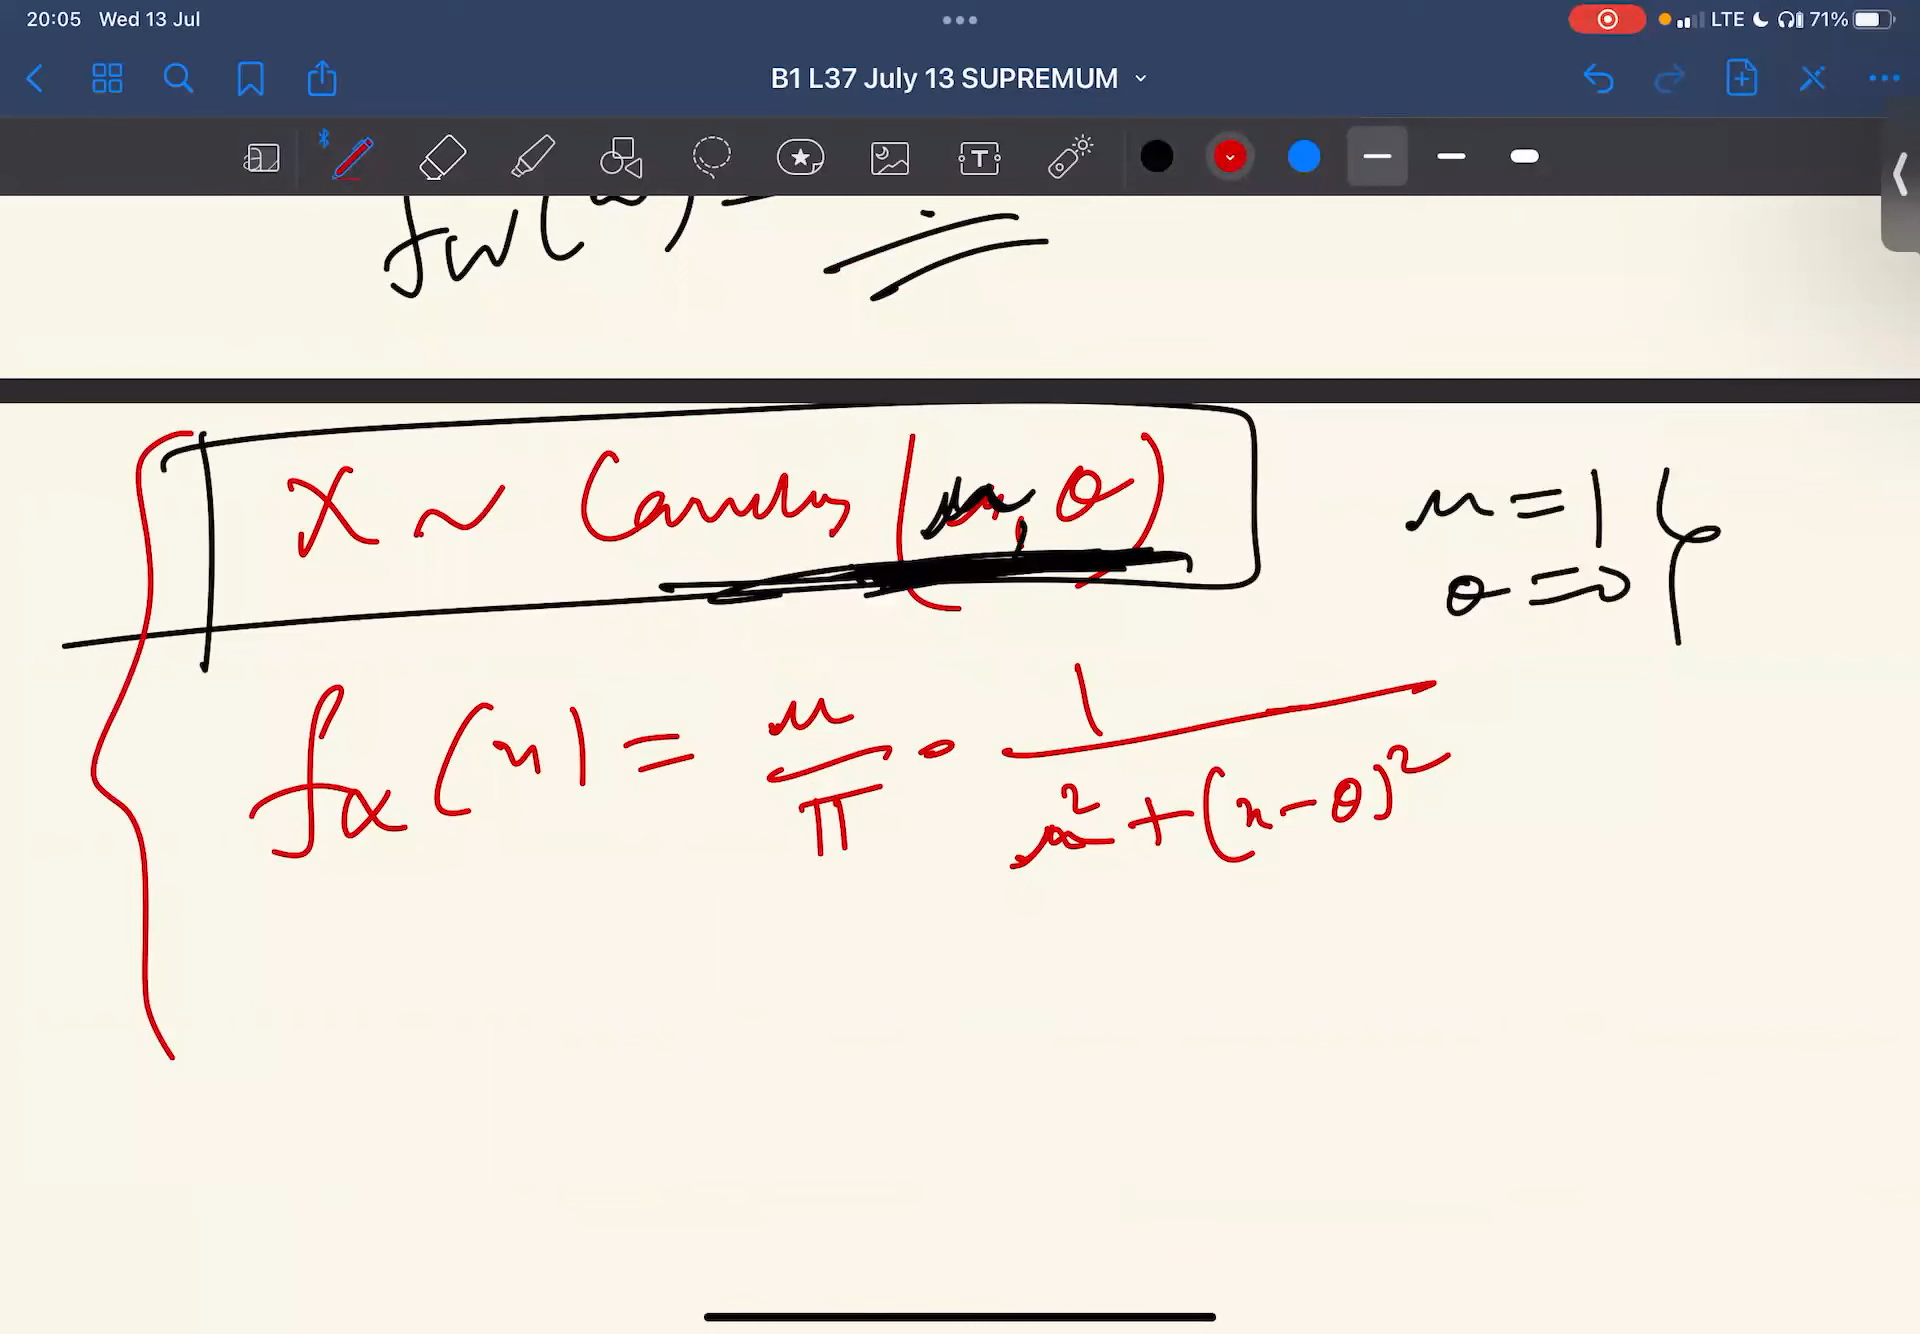 20:05 Wed 13 Jul
LTE 71%
B1 L37 July 13 SUPREMUM
X ~ Cauchy (μ, θ)
μ = 1
θ = 0
fx (x) = μ/π · 1/(μ² + (x-θ)²)